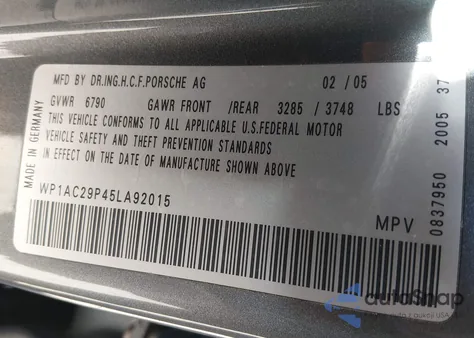 MFD BY DR.ING.H.C.F.PORSCHE AG 02 / 05
GVWR 6790 GAWR FRONT /REAR 3285 / 3748 LBS
THIS VEHICLE CONFORMS TO ALL APPLICABLE U.S.FEDERAL MOTOR
VEHICLE SAFETY AND THEFT PREVENTION STANDARDS
IN EFFECT ON THE DATE OF MANUFACTURE SHOWN ABOVE
WP1AC29P45LA92015
MPV
MADE IN GERMANY
0837950 2005 37
autoSnap